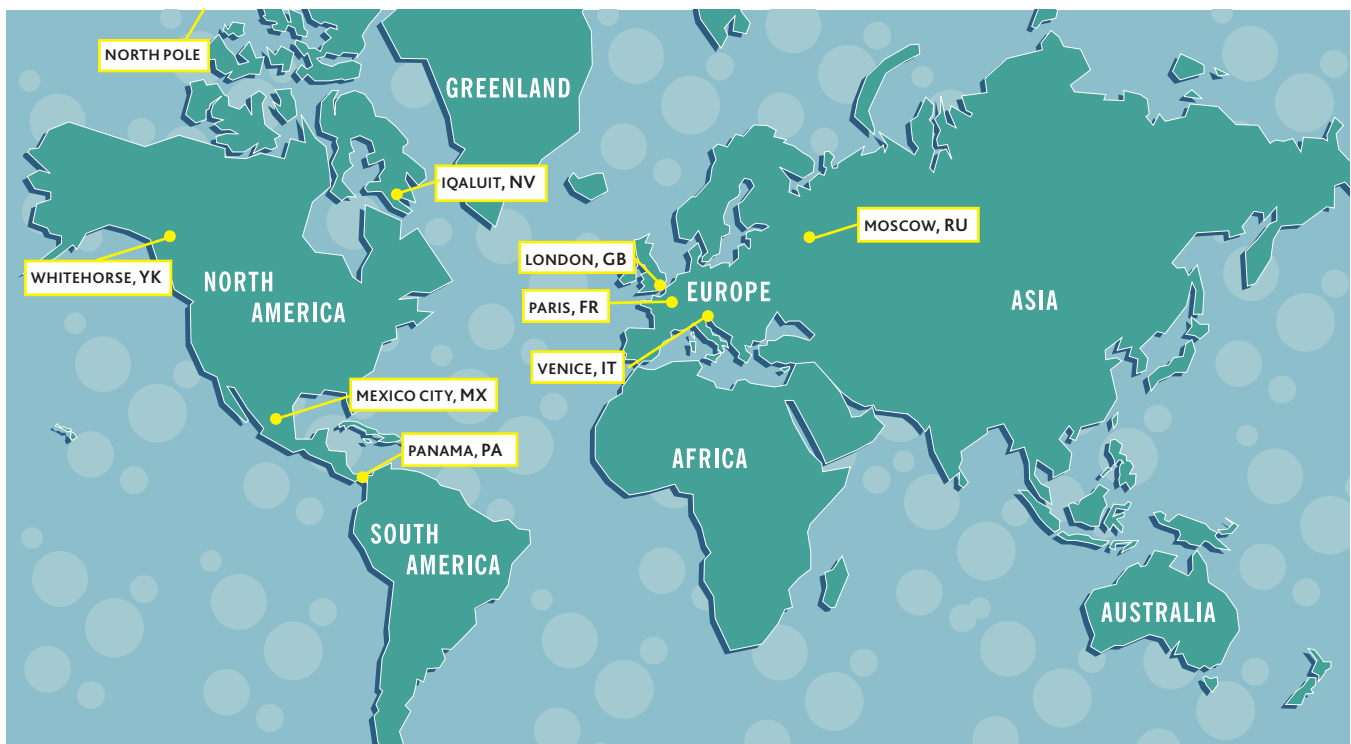 NORTH POLE
GREENLAND
IQALUIT, NV
MOSCOW, RU
WHITEHORSE, YK
NORTH
AMERICA
LONDON, GB
EUROPE
PARIS, FR
ASIA
VENICE, IT
MEXICO CITY, MX
PANAMA, PA
AFRICA
SOUTH
AMERICA
AUSTRALIA